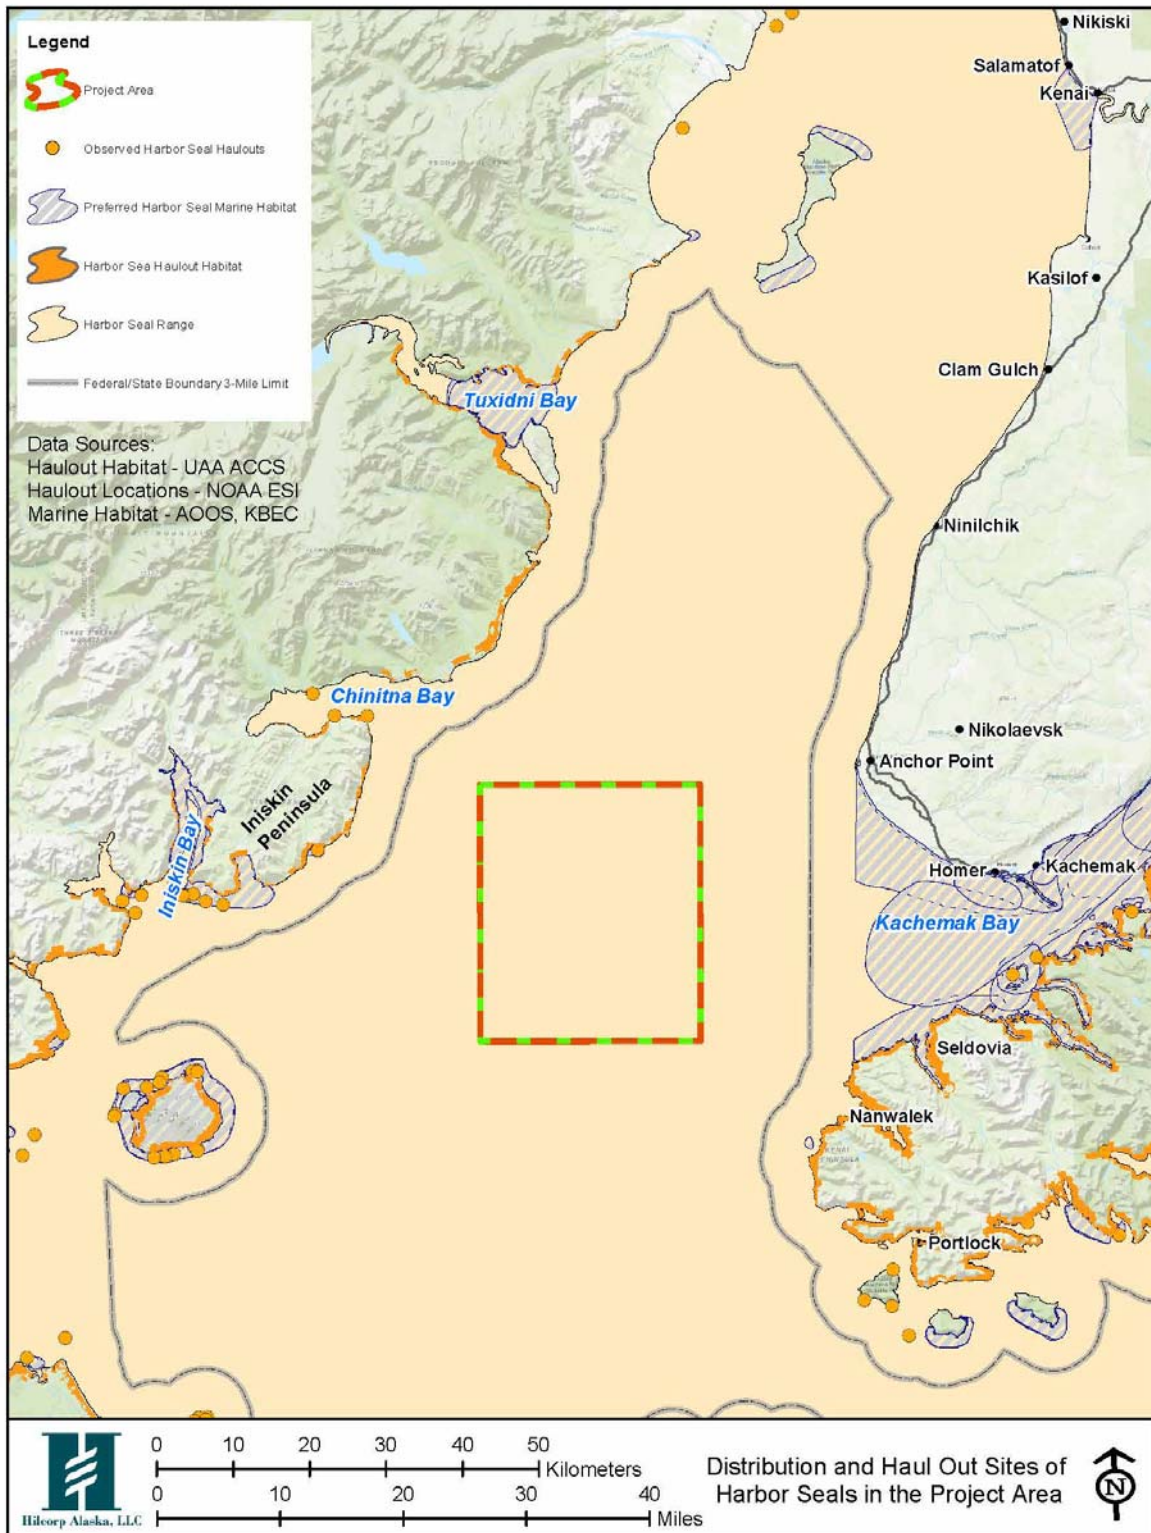 Legend
Project Area
Observed Harbor Seal Haulouts
Preferred Harbor Seal Marine Habitat
Harbor Sea Haulout Habitat
Harbor Seal Range
Federal/State Boundary 3-Mile Limit
Data Sources:
Haulout Habitat - UAA ACCS
Haulout Locations - NOAA ESI
Marine Habitat - AOOS, KBEC
Nikiski
Salamatof
Kenai
Kasilof
Clam Gulch
Tuxidni Bay
Ninilchik
Chinitna Bay
Nikolaevsk
Anchor Point
Iniskin
Peninsula
Iniskin Bay
Homer
Kachemak
Kachemak Bay
Seldovia
Nanwalek
Portlock
Hilcorp Alaska, LLC
0 10 20 30 40 50
Kilometers
0 10 20 30 40
Miles
Distribution and Haul Out Sites of
Harbor Seals in the Project Area
N